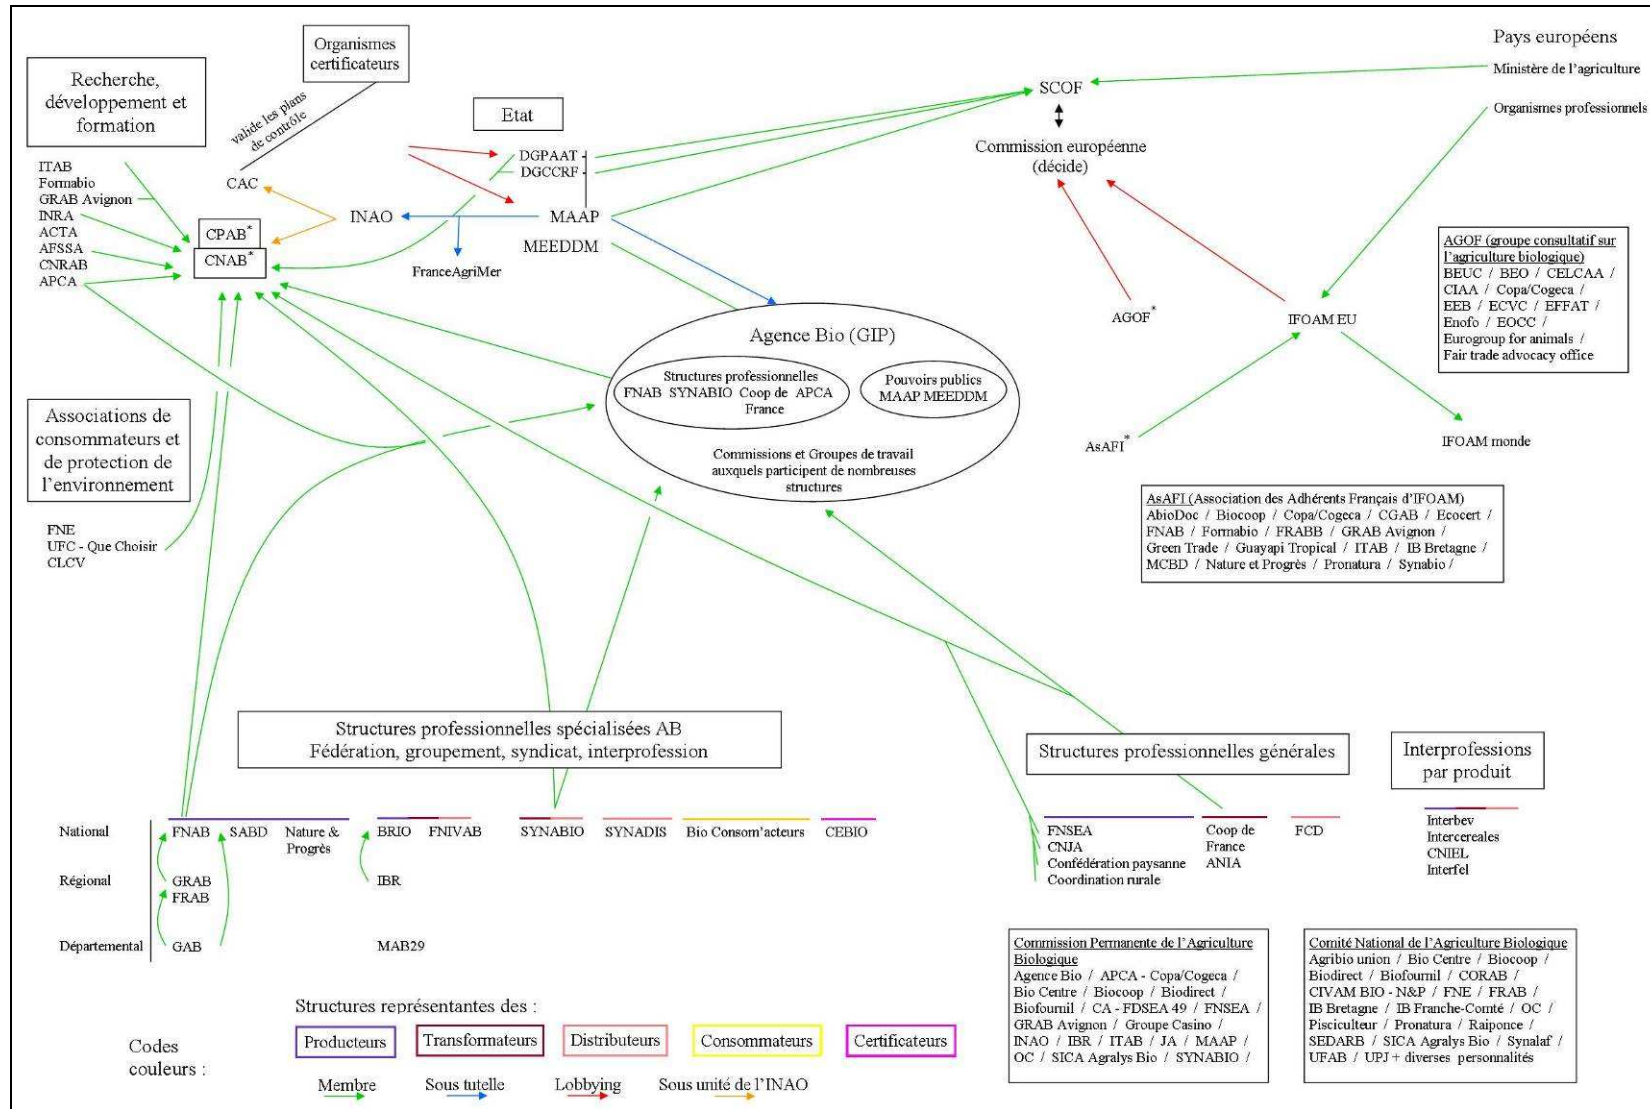 Organismes
certificateurs
Recherche,
développement et
formation
valide les plans
de contrôle
Etat
ITAB
Formabio
GRAB Avignon
INRA
ACTA
AFSSA
CNRAB
APCA
CAC
CPAB*
CNAB*
INAO
FranceAgriMer
DGPAAT
DGCCRF
MAAP
MEEDDM
SCOF
Commission européenne
(décide)
Pays européens
Ministère de l'agriculture
Organismes professionnels
AGOF*
IFOAM EU
AsAFI*
IFOAM monde
AGOF (groupe consultatif sur
l'agriculture biologique)
BEUC / BEO / CELCAA /
CIAA / Copa/Cogeca /
EEB / ECVC / EFFAT /
Enofo / EOCC /
Eurogroup for animals /
Fair trade advocacy office
Agence Bio (GIP)
Structures professionnelles
FNAB SYNABIO Coop de APCA
France
Pouvoirs publics
MAAP MEEDDM
Commissions et Groupes de travail
auxquels participent de nombreuses
structures
Associations de
consommateurs et
de protection de
l'environnement
FNE
UFC - Que Choisir
CLCV
AsAFI (Association des Adhérents Français d'IFOAM)
AbioDoc / Biocoop / Copa/Cogeca / CGAB / Ecocert /
FNAB / Formabio / FRABB / GRAB Avignon /
Green Trade / Guayapi Tropical / ITAB / IB Bretagne /
MCBD / Nature et Progrès / Pronatura / Synabio /
Structures professionnelles spécialisées AB
Fédération, groupement, syndicat, interprofession
Structures professionnelles générales
Interprofessions
par produit
National
FNAB
SABD
Nature &
Progrès
BRIO
FNIVAB
SYNABIO
SYNADIS
Bio Consom'acteurs
CEBIO
FNSEA
CNJA
Confédération paysanne
Coordination rurale
Coop de
France
ANIA
FCD
Interbev
Intercereales
CNIEL
Interfel
Régional
GRAB
FRAB
IBR
Départemental
GAB
MAB29
Commission Permanente de l'Agriculture
Biologique
Agence Bio / APCA - Copa/Cogeca /
Bio Centre / Biocoop / Biodirect /
Biofournil / CA - FDSEA 49 / FNSEA /
GRAB Avignon / Groupe Casino /
INAO / IBR / ITAB / JA / MAAP /
OC / SICA Agralys Bio / SYNABIO /
Comité National de l'Agriculture Biologique
Agribio union / Bio Centre / Biocoop /
Biodirect / Biofournil / CORAB /
CIVAM BIO - N&P / FNE / FRAB /
IB Bretagne / IB Franche-Comté / OC /
Pisciculteur / Pronatura / Raiponce /
SEDARB / SICA Agralys Bio / Synalaf /
UFAB / UPJ + diverses personnalités
Structures représentantes des :
Codes
couleurs :
Producteurs
Transformateurs
Distributeurs
Consommateurs
Certificateurs
Membre
Sous tutelle
Lobbying
Sous unité de l'INAO